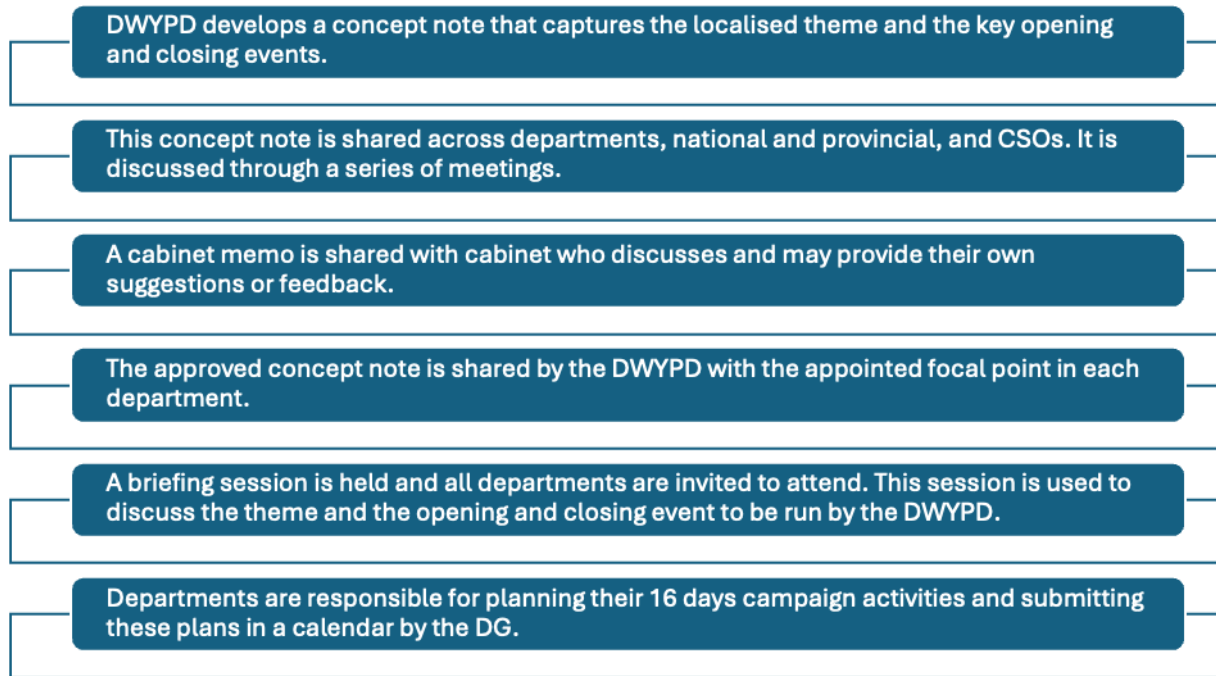 DWYPD develops a concept note that captures the localised theme and the key opening
and closing events.
This concept note is shared across departments, national and provincial, and CSOs. It is
discussed through a series of meetings.
A cabinet memo is shared with cabinet who discusses and may provide their own
suggestions or feedback.
The approved concept note is shared by the DWYPD with the appointed focal point in each
department.
A briefing session is held and all departments are invited to attend. This session is used to
discuss the theme and the opening and closing event to be run by the DWYPD.
Departments are responsible for planning their 16 days campaign activities and submitting
these plans in a calendar by the DG.